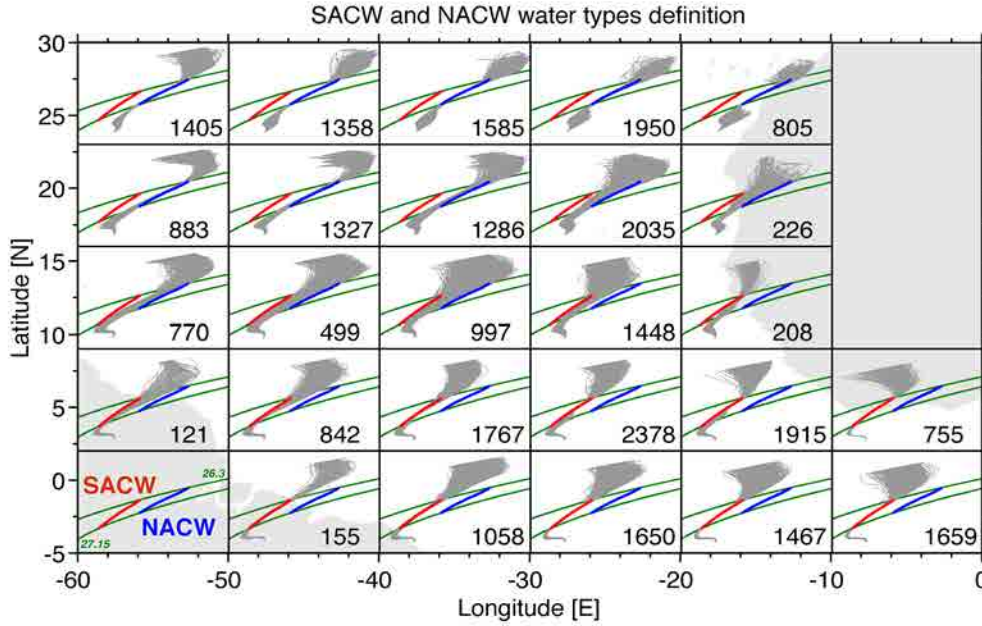 SACW and NACW water types definition
30
1405 1358 1585 1950 805
25
20
883 1327 1286 2035 226
15
770 499 997 1448 208
10
5
121 842 1767 2378 1915 755
26.3
0
SACW
NACW
27.15
155 1058 1650 1467 1659
-5
-60 -50 -40 -30 -20 -10 0
Longitude [E]
Latitude [N]